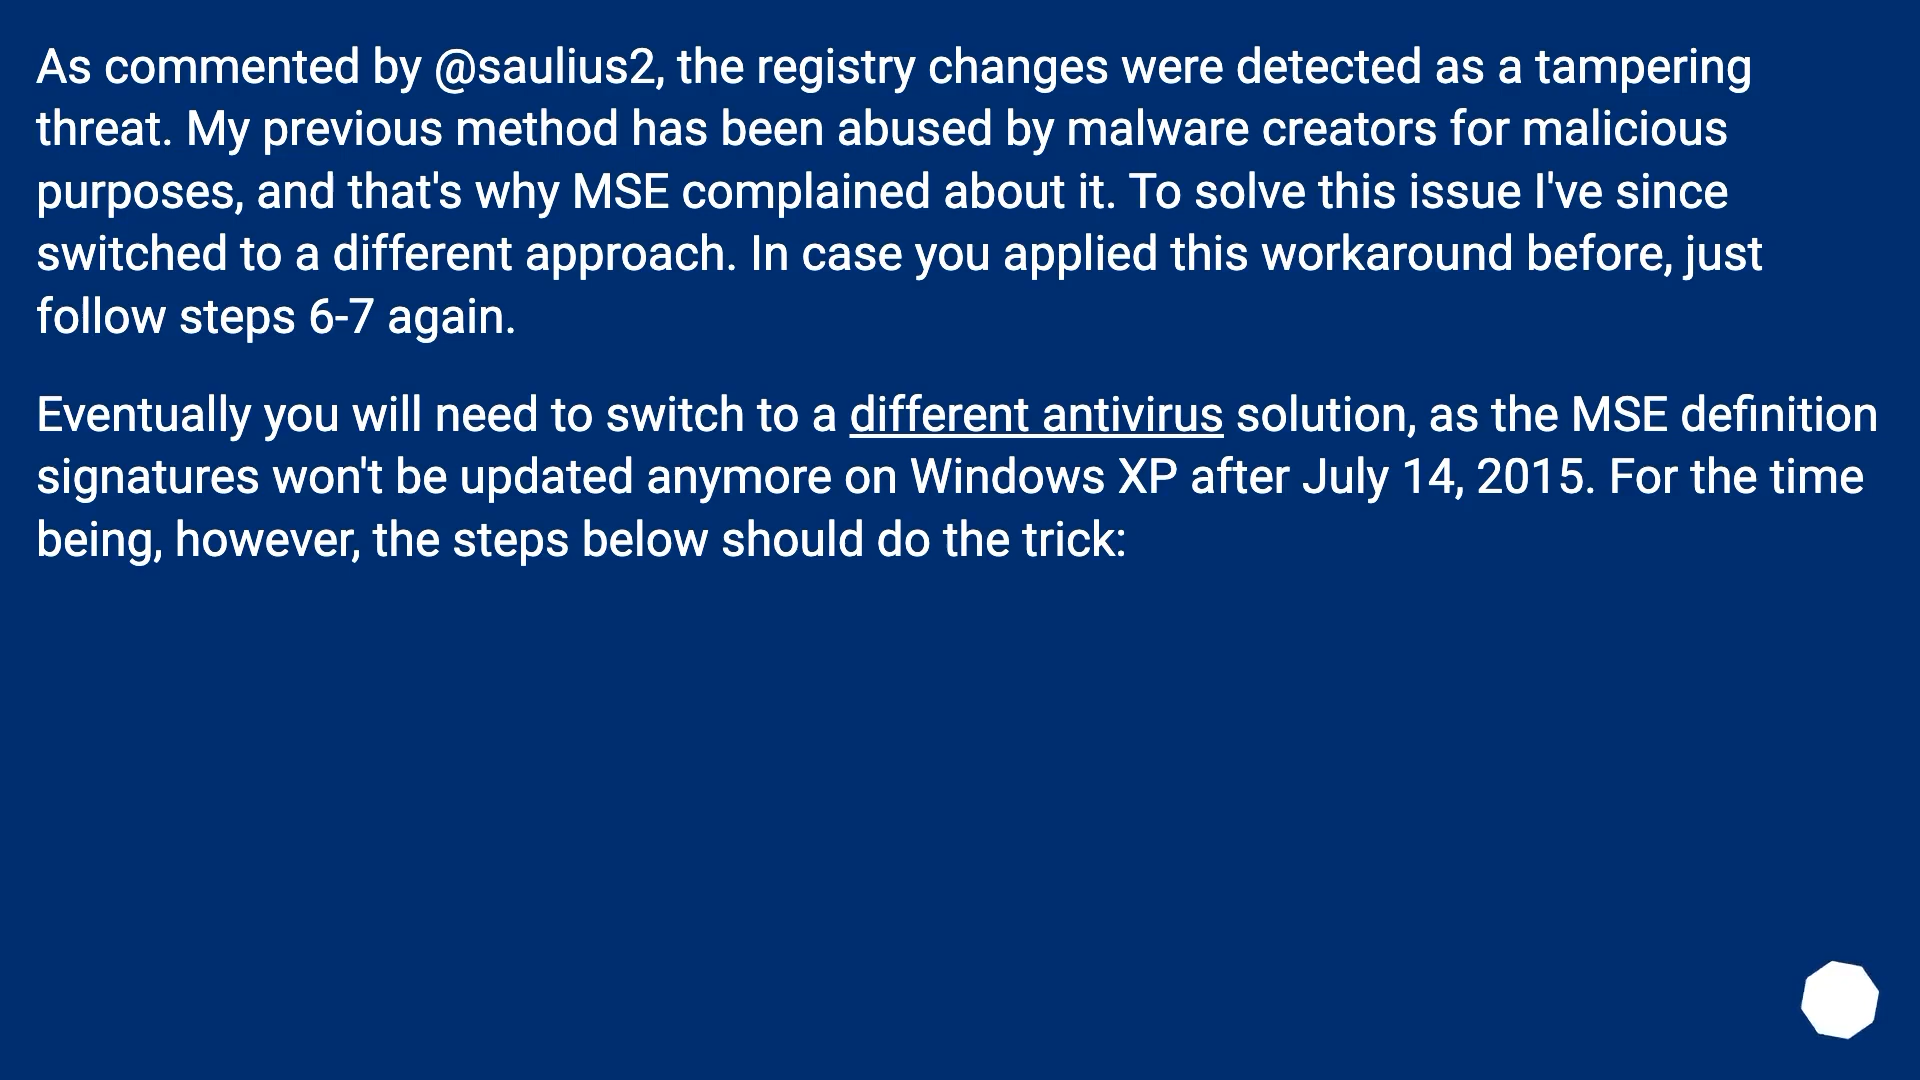 As commented by @saulius2, the registry changes were detected as a tampering
threat. My previous method has been abused by malware creators for malicious
purposes, and that's why MSE complained about it. To solve this issue I've since
switched to a different approach. In case you applied this workaround before, just
follow steps 6-7 again.
Eventually you will need to switch to a different antivirus solution, as the MSE definition
signatures won't be updated anymore on Windows XP after July 14, 2015. For the time
being, however, the steps below should do the trick: